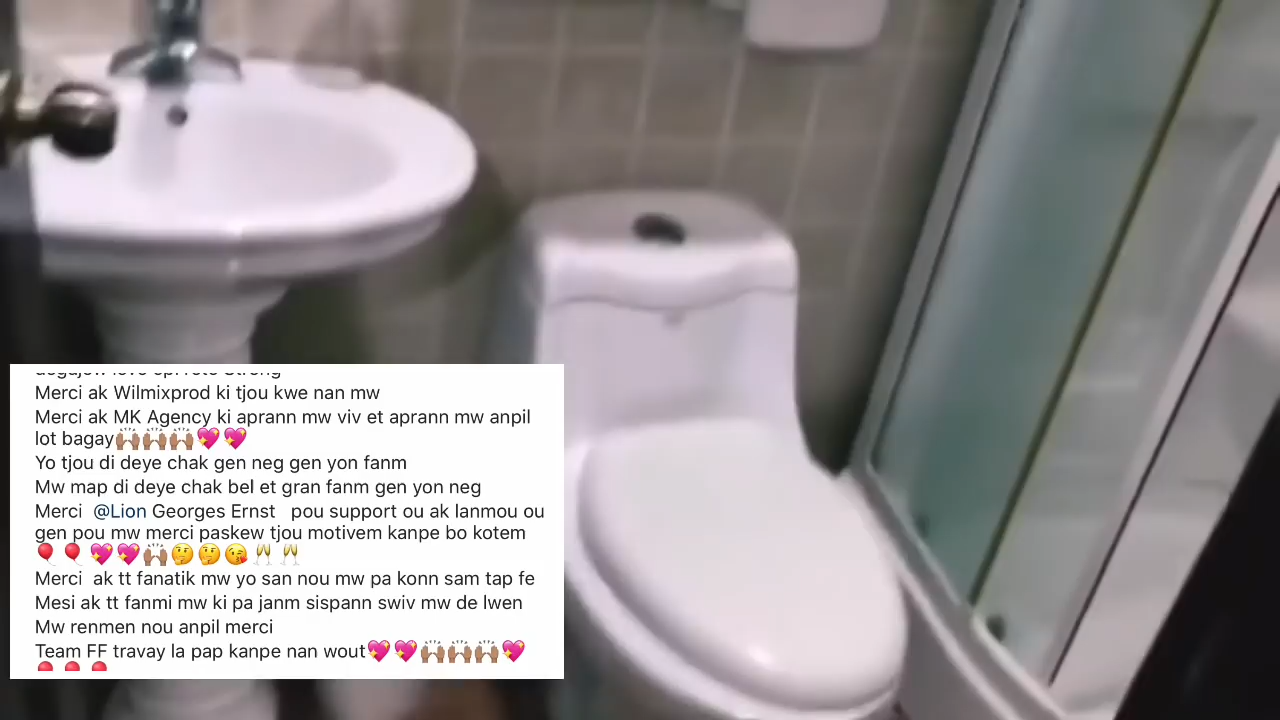 Merci ak Wilmixprod ki tjou kwe nan mw
Merci ak MK Agency ki aprann mw viv et aprann mw anpil
lot bagay🙌🏽🙌🏽🙌🏽💖💖
Yo tjou di deye chak gen neg gen yon fanm
Mw map di deye chak bel et gran fanm gen yon neg
Merci @Lion Georges Ernst pou support ou ak lanmou ou
gen pou mw merci paskew tjou motivem kanpe bo kotem
🎈🎈💖💖🙌🏽🤔🤔😘🥂🥂
Merci ak tt fanatik mw yo san nou mw pa konn sam tap fe
Mesi ak tt fanmi mw ki pa janm sispann swiv mw de lwen
Mw renmen nou anpil merci
Team FF travay la pap kanpe nan wout💖💖🙌🏽🙌🏽🙌🏽💖